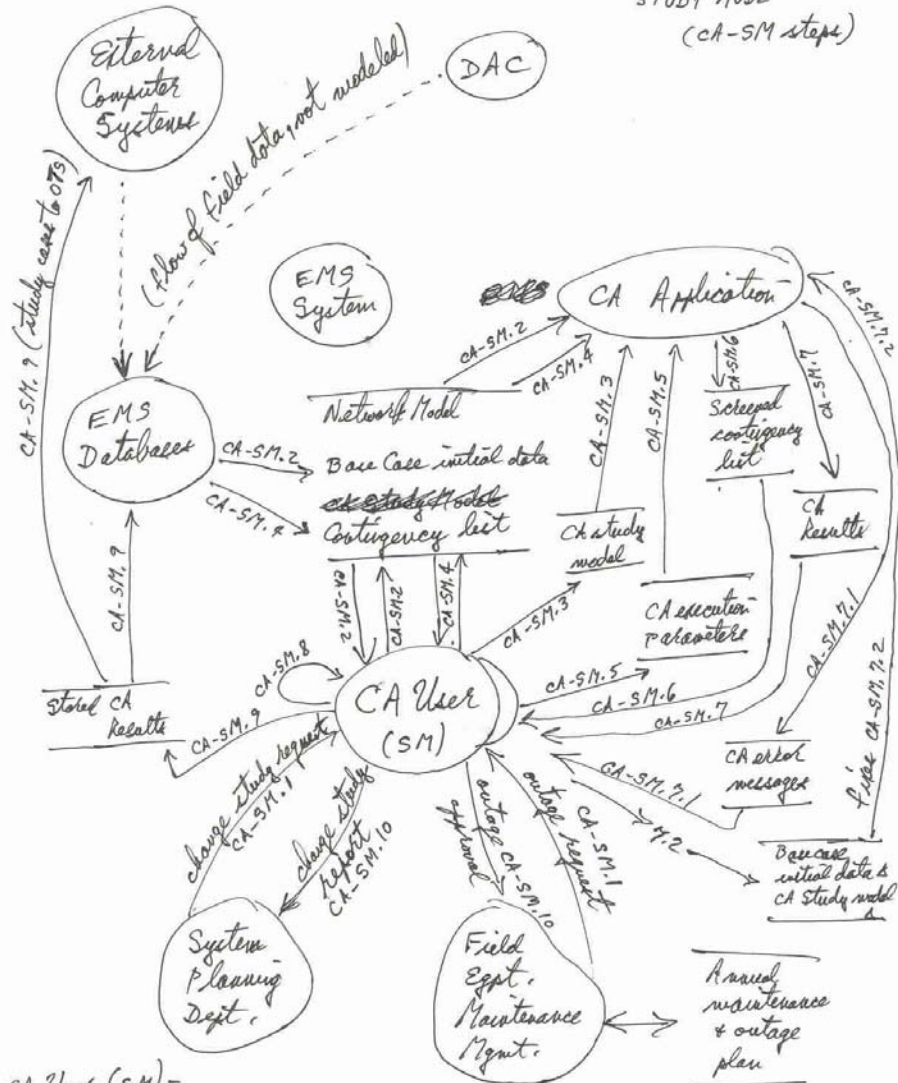 STUDY MODE
(CA-SM steps)
External
Computer
Systems
DAC
(flow of field data, not modeled)
CA-SM.9 (study cases to OTS)
EMS
System
CA Application
CA-SM.2
CA-SM.4
Network Model
CA-SM.3
CA-SM.5
CA-SM.6
CA-SM.7
CA-SM.7.2
Screened
contigency
list
EMS
Databases
CA-SM.2
Base Case initial data
CA Study Model
CA-SM.4
Contingency list
CA study
model
CA
Results
CA-SM.9
CA-SM.2
CA-SM.2
CA-SM.4
CA-SM.3
CA execution
parameters
CA-SM.7.1
CA-SM.8
CA User
(SM)
CA-SM.5
CA-SM.6
CA-SM.7
Stored CA
Results
CA-SM.9
CA error
messages
CA-SM.7.1
fixes CA-SM.7.2
7.2
change study request
CA-SM.1
change study
report
CA-SM.10
outage
approval
CA-SM.10
outage request
CA-SM.1
Basecase
initial data &
CA Study model
System
Planning
Dept.
Field
Eqpt.
Maintenance
Mgmt.
Annual
maintenance
& outage
plan
CA User (SM) -